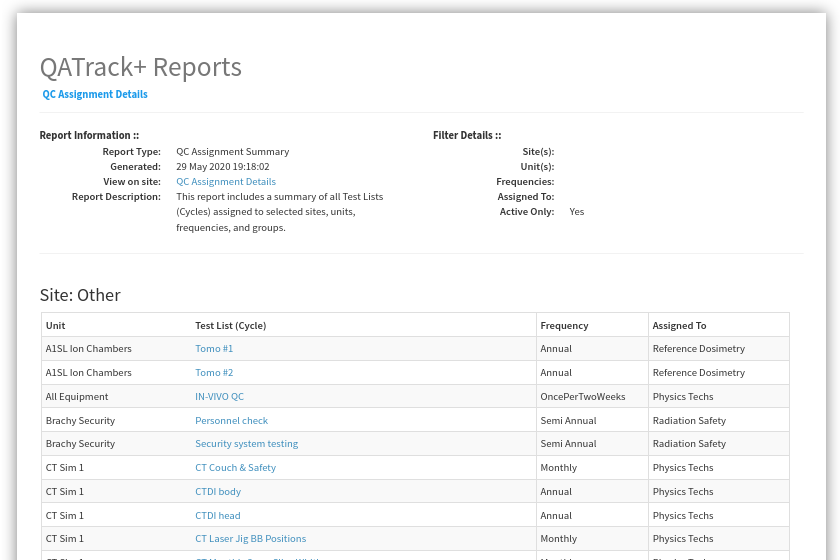 QATrack+ Reports
QC Assignment Details
Report Information ::
Report Type: QC Assignment Summary
Generated: 29 May 2020 19:18:02
View on site: QC Assignment Details
Report Description: This report includes a summary of all Test Lists
(Cycles) assigned to selected sites, units,
frequencies, and groups.
Filter Details ::
Site(s):
Unit(s):
Frequencies:
Assigned To:
Active Only: Yes
Site: Other
Unit Test List (Cycle) Frequency Assigned To
A1SL Ion Chambers Tomo #1 Annual Reference Dosimetry
A1SL Ion Chambers Tomo #2 Annual Reference Dosimetry
All Equipment IN-VIVO QC OncePerTwoWeeks Physics Techs
Brachy Security Personnel check Semi Annual Radiation Safety
Brachy Security Security system testing Semi Annual Radiation Safety
CT Sim 1 CT Couch & Safety Monthly Physics Techs
CT Sim 1 CTDI body Annual Physics Techs
CT Sim 1 CTDI head Annual Physics Techs
CT Sim 1 CT Laser Jig BB Positions Monthly Physics Techs